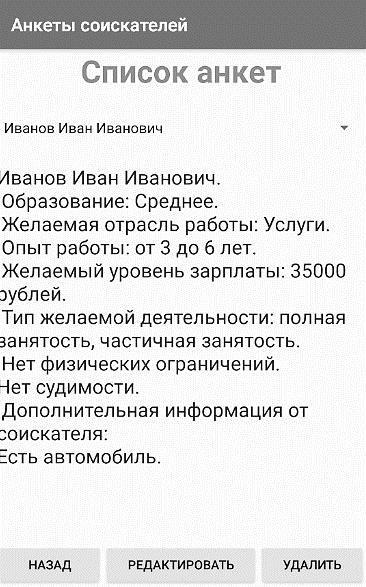 Анкеты соискателей
Список анкет
Иванов Иван Иванович
Иванов Иван Иванович.
Образование: Среднее.
Желаемая отрасль работы: Услуги.
Опыт работы: от 3 до 6 лет.
Желаемый уровень зарплаты: 35000
рублей.
Тип желаемой деятельности: полная
занятость, частичная занятость.
Нет физических ограничений.
Нет судимости.
Дополнительная информация от
соискателя:
Есть автомобиль.
НАЗАД
РЕДАКТИРОВАТЬ
УДАЛИТЬ